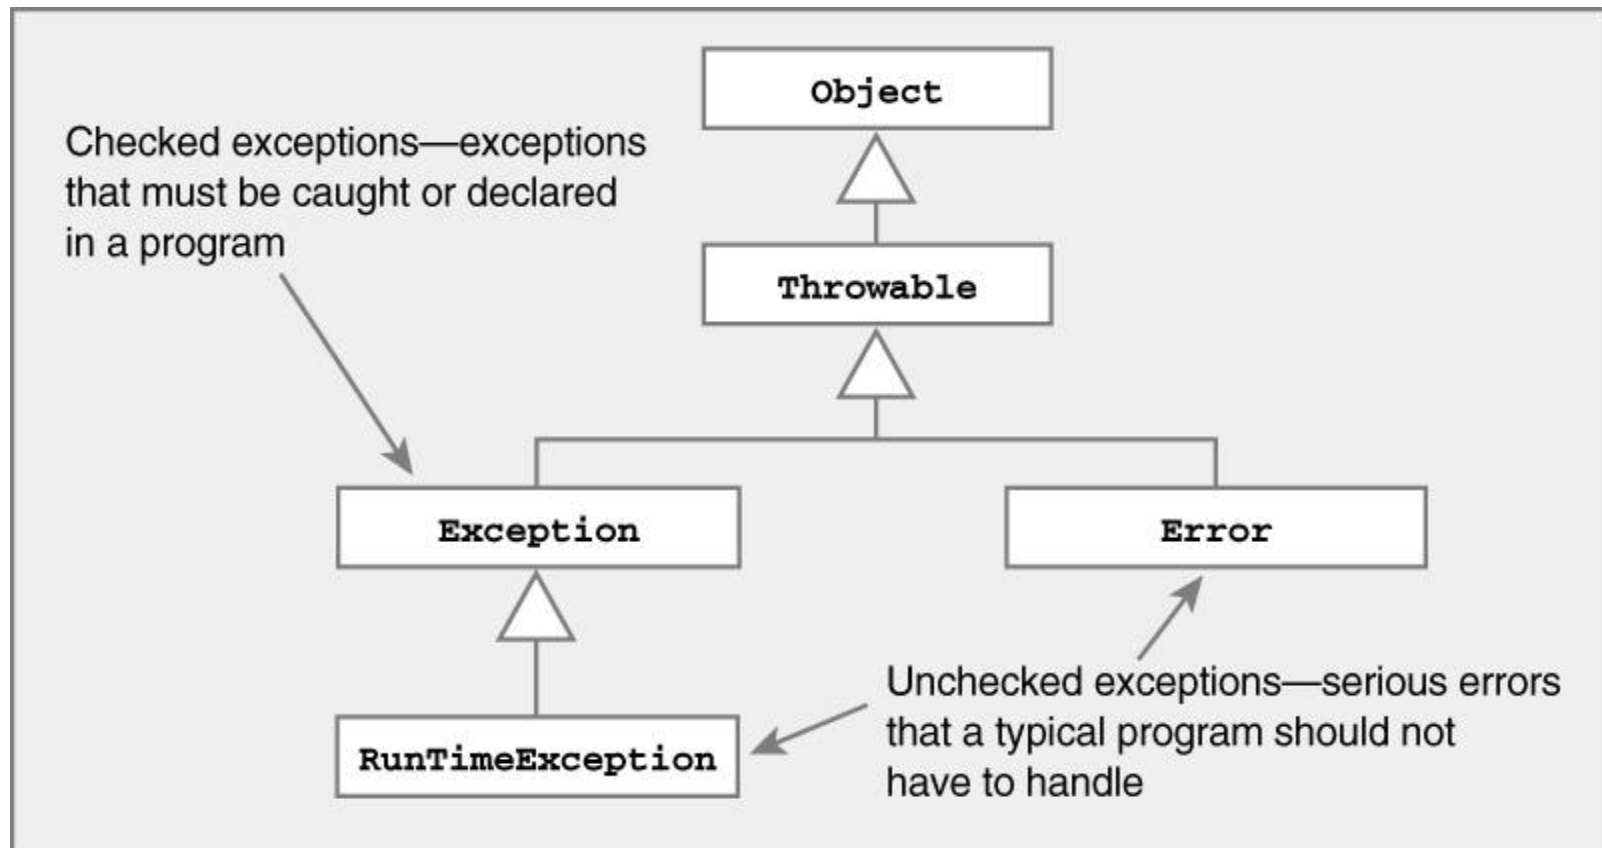 Object
Checked exceptions—exceptions
that must be caught or declared
in a program
Throwable
Exception
Error
Unchecked exceptions—serious errors
that a typical program should not
have to handle
RunTimeException